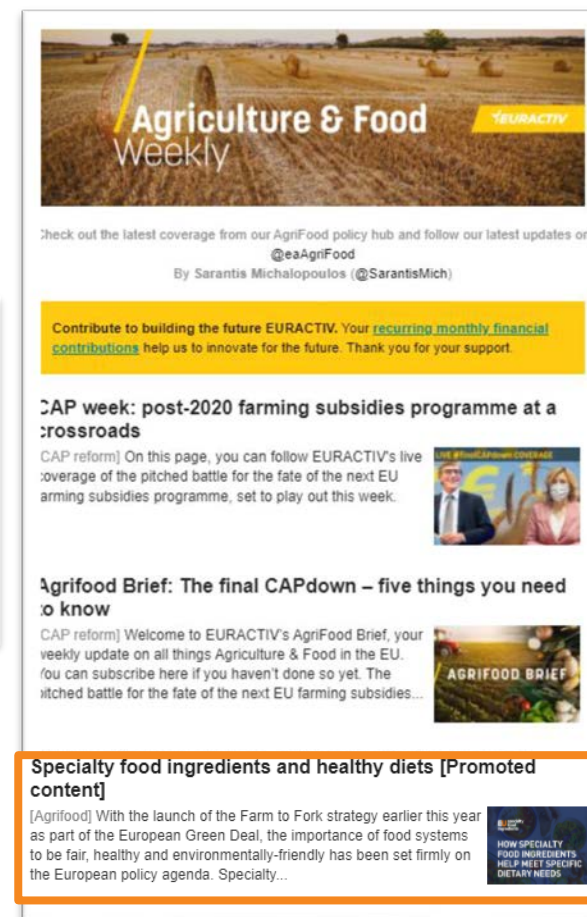 Agriculture & Food
Weekly
EURACTIV
Check out the latest coverage from our AgriFood policy hub and follow our latest updates on
@eaAgriFood
By Sarantis Michalopoulos (@SarantisMich)
Contribute to building the future EURACTIV. Your recurring monthly financial
contributions help us to innovate for the future. Thank you for your support.
CAP week: post-2020 farming subsidies programme at a
crossroads
[CAP reform] On this page, you can follow EURACTIV's live
coverage of the pitched battle for the fate of the next EU
farming subsidies programme, set to play out this week.
LIVE #finalCAPdown COVERAGE
Agrifood Brief: The final CAPdown – five things you need
to know
[CAP reform] Welcome to EURACTIV's AgriFood Brief, your
weekly update on all things Agriculture & Food in the EU.
You can subscribe here if you haven't done so yet. The
pitched battle for the fate of the next EU farming subsidies...
AGRIFOOD BRIEF
Specialty food ingredients and healthy diets [Promoted
content]
[Agrifood] With the launch of the Farm to Fork strategy earlier this year
as part of the European Green Deal, the importance of food systems
to be fair, healthy and environmentally-friendly has been set firmly on
the European policy agenda. Specialty...
EU specialty
food
ingredients
HOW SPECIALTY
FOOD INGREDIENTS
HELP MEET SPECIFIC
DIETARY NEEDS